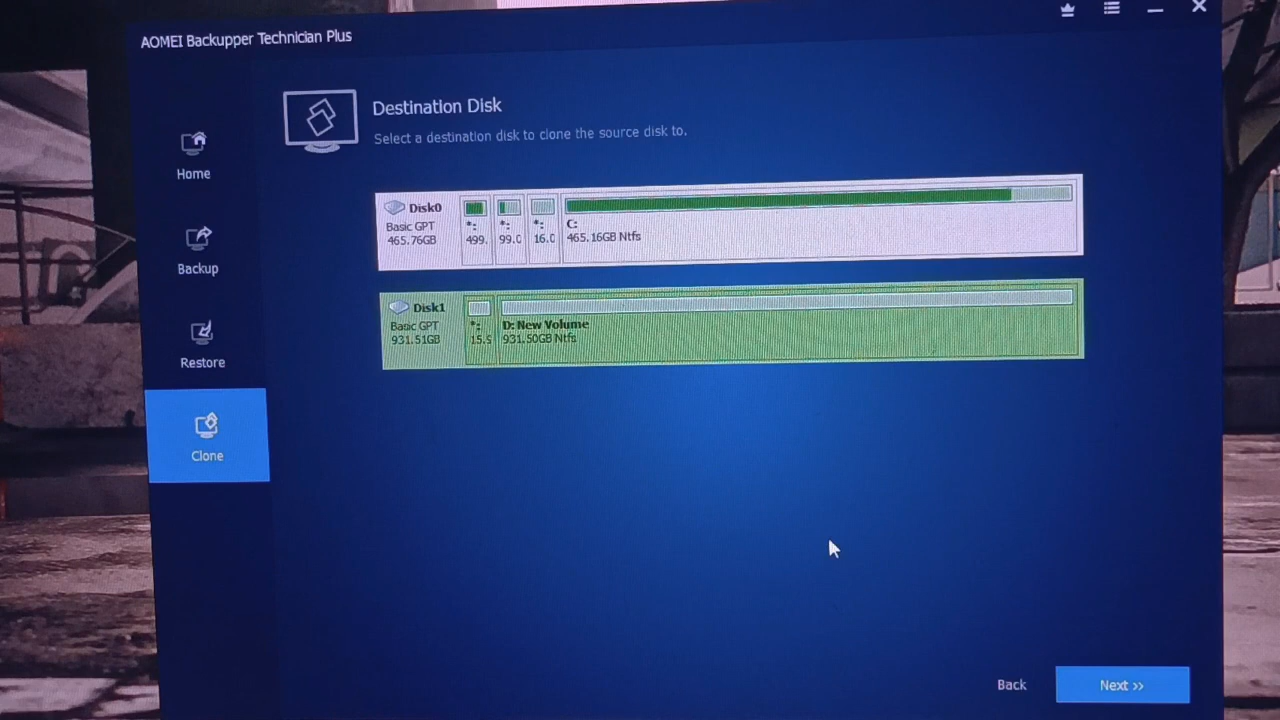 AOMEI Backupper Technician Plus
Destination Disk
Select a destination disk to clone the source disk to.
Home
Backup
Restore
Clone
Disk0
Basic GPT
465.76GB
*:
499.
*:
99.0
*:
16.0
C:
465.16GB Ntfs
Disk1
Basic GPT
931.51GB
*:
15.9
D: New Volume
931.50GB Ntfs
Back
Next >>